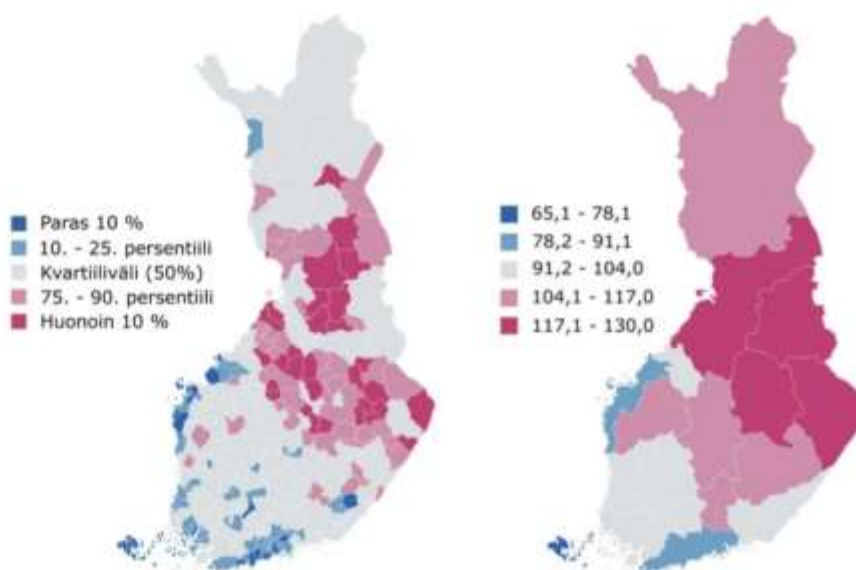 Paras 10 %
10. - 25. persentiili
Kvartiiliväli (50%)
75. - 90. persentiili
Huonoin 10 %
65,1 - 78,1
78,2 - 91,1
91,2 - 104,0
104,1 - 117,0
117,1 - 130,0